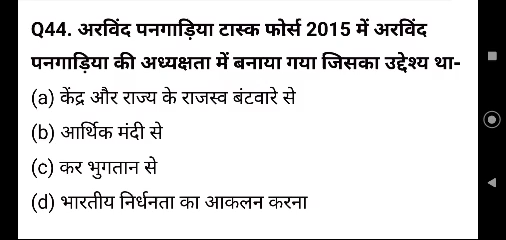 Q44. अरविंद पनगाड़िया टास्क फोर्स 2015 में अरविंद
पनगाड़िया की अध्यक्षता में बनाया गया जिसका उद्देश्य था-
(a) केंद्र और राज्य के राजस्व बंटवारे से
(b) आर्थिक मंदी से
(c) कर भुगतान से
(d) भारतीय निर्धनता का आकलन करना